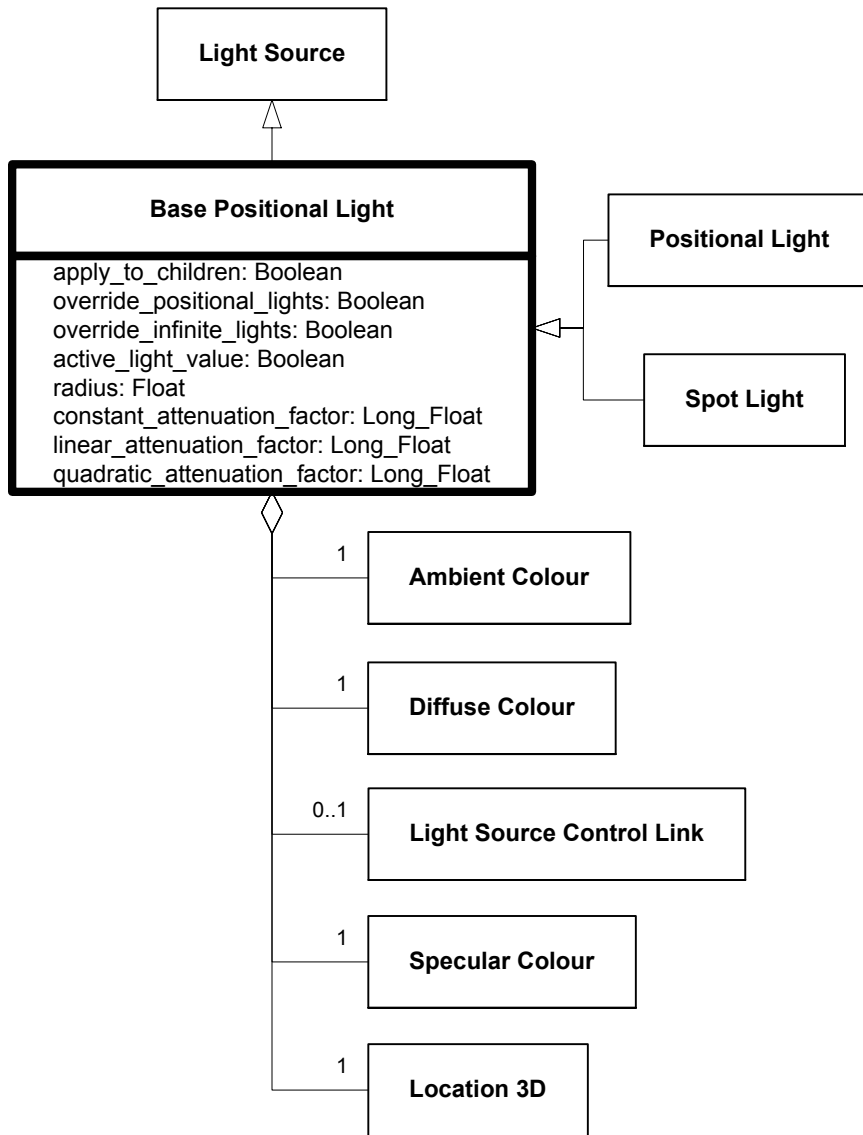 Light Source
Base Positional Light
apply_to_children: Boolean
override_positional_lights: Boolean
override_infinite_lights: Boolean
active_light_value: Boolean
radius: Float
constant_attenuation_factor: Long_Float
linear_attenuation_factor: Long_Float
quadratic_attenuation_factor: Long_Float
Positional Light
Spot Light
1
Ambient Colour
1
Diffuse Colour
0..1
Light Source Control Link
1
Specular Colour
1
Location 3D